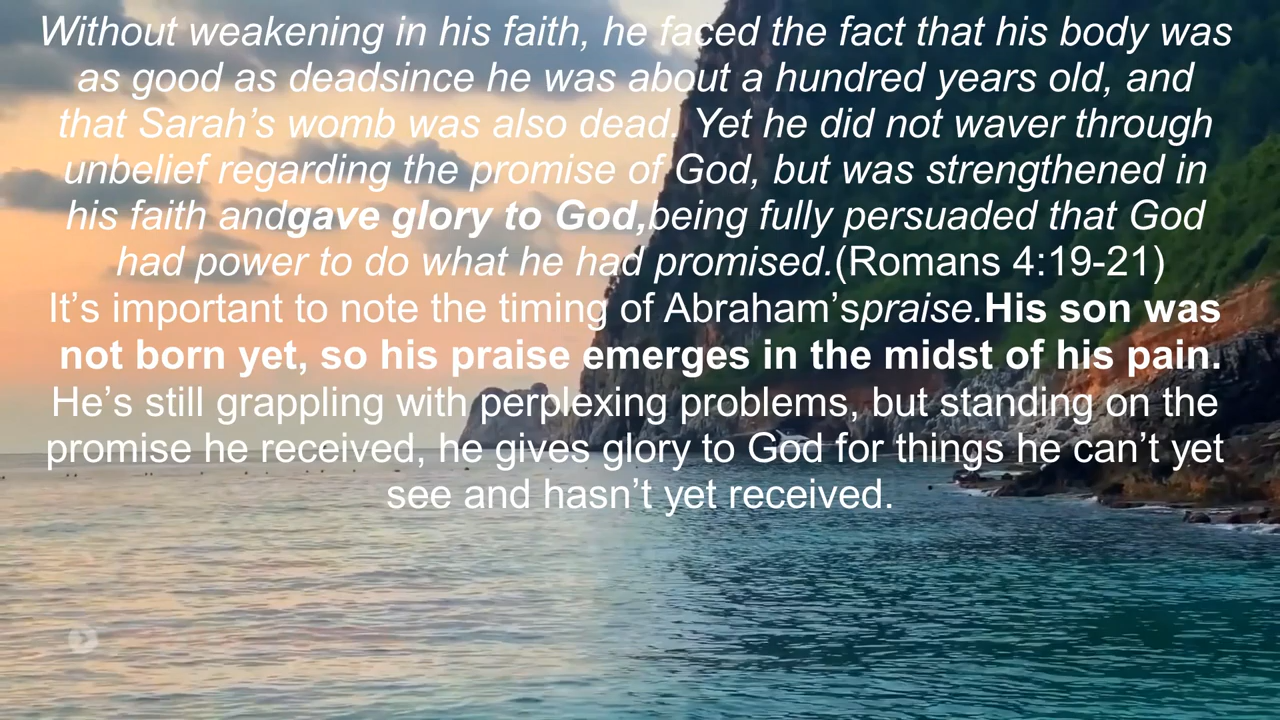 Without weakening in his faith, he faced the fact that his body was
as good as deadsince he was about a hundred years old, and
that Sarah’s womb was also dead. Yet he did not waver through
unbelief regarding the promise of God, but was strengthened in
his faith andgave glory to God,being fully persuaded that God
had power to do what he had promised.(Romans 4:19-21)
It’s important to note the timing of Abraham’spraise.His son was
not born yet, so his praise emerges in the midst of his pain.
He’s still grappling with perplexing problems, but standing on the
promise he received, he gives glory to God for things he can’t yet
see and hasn’t yet received.